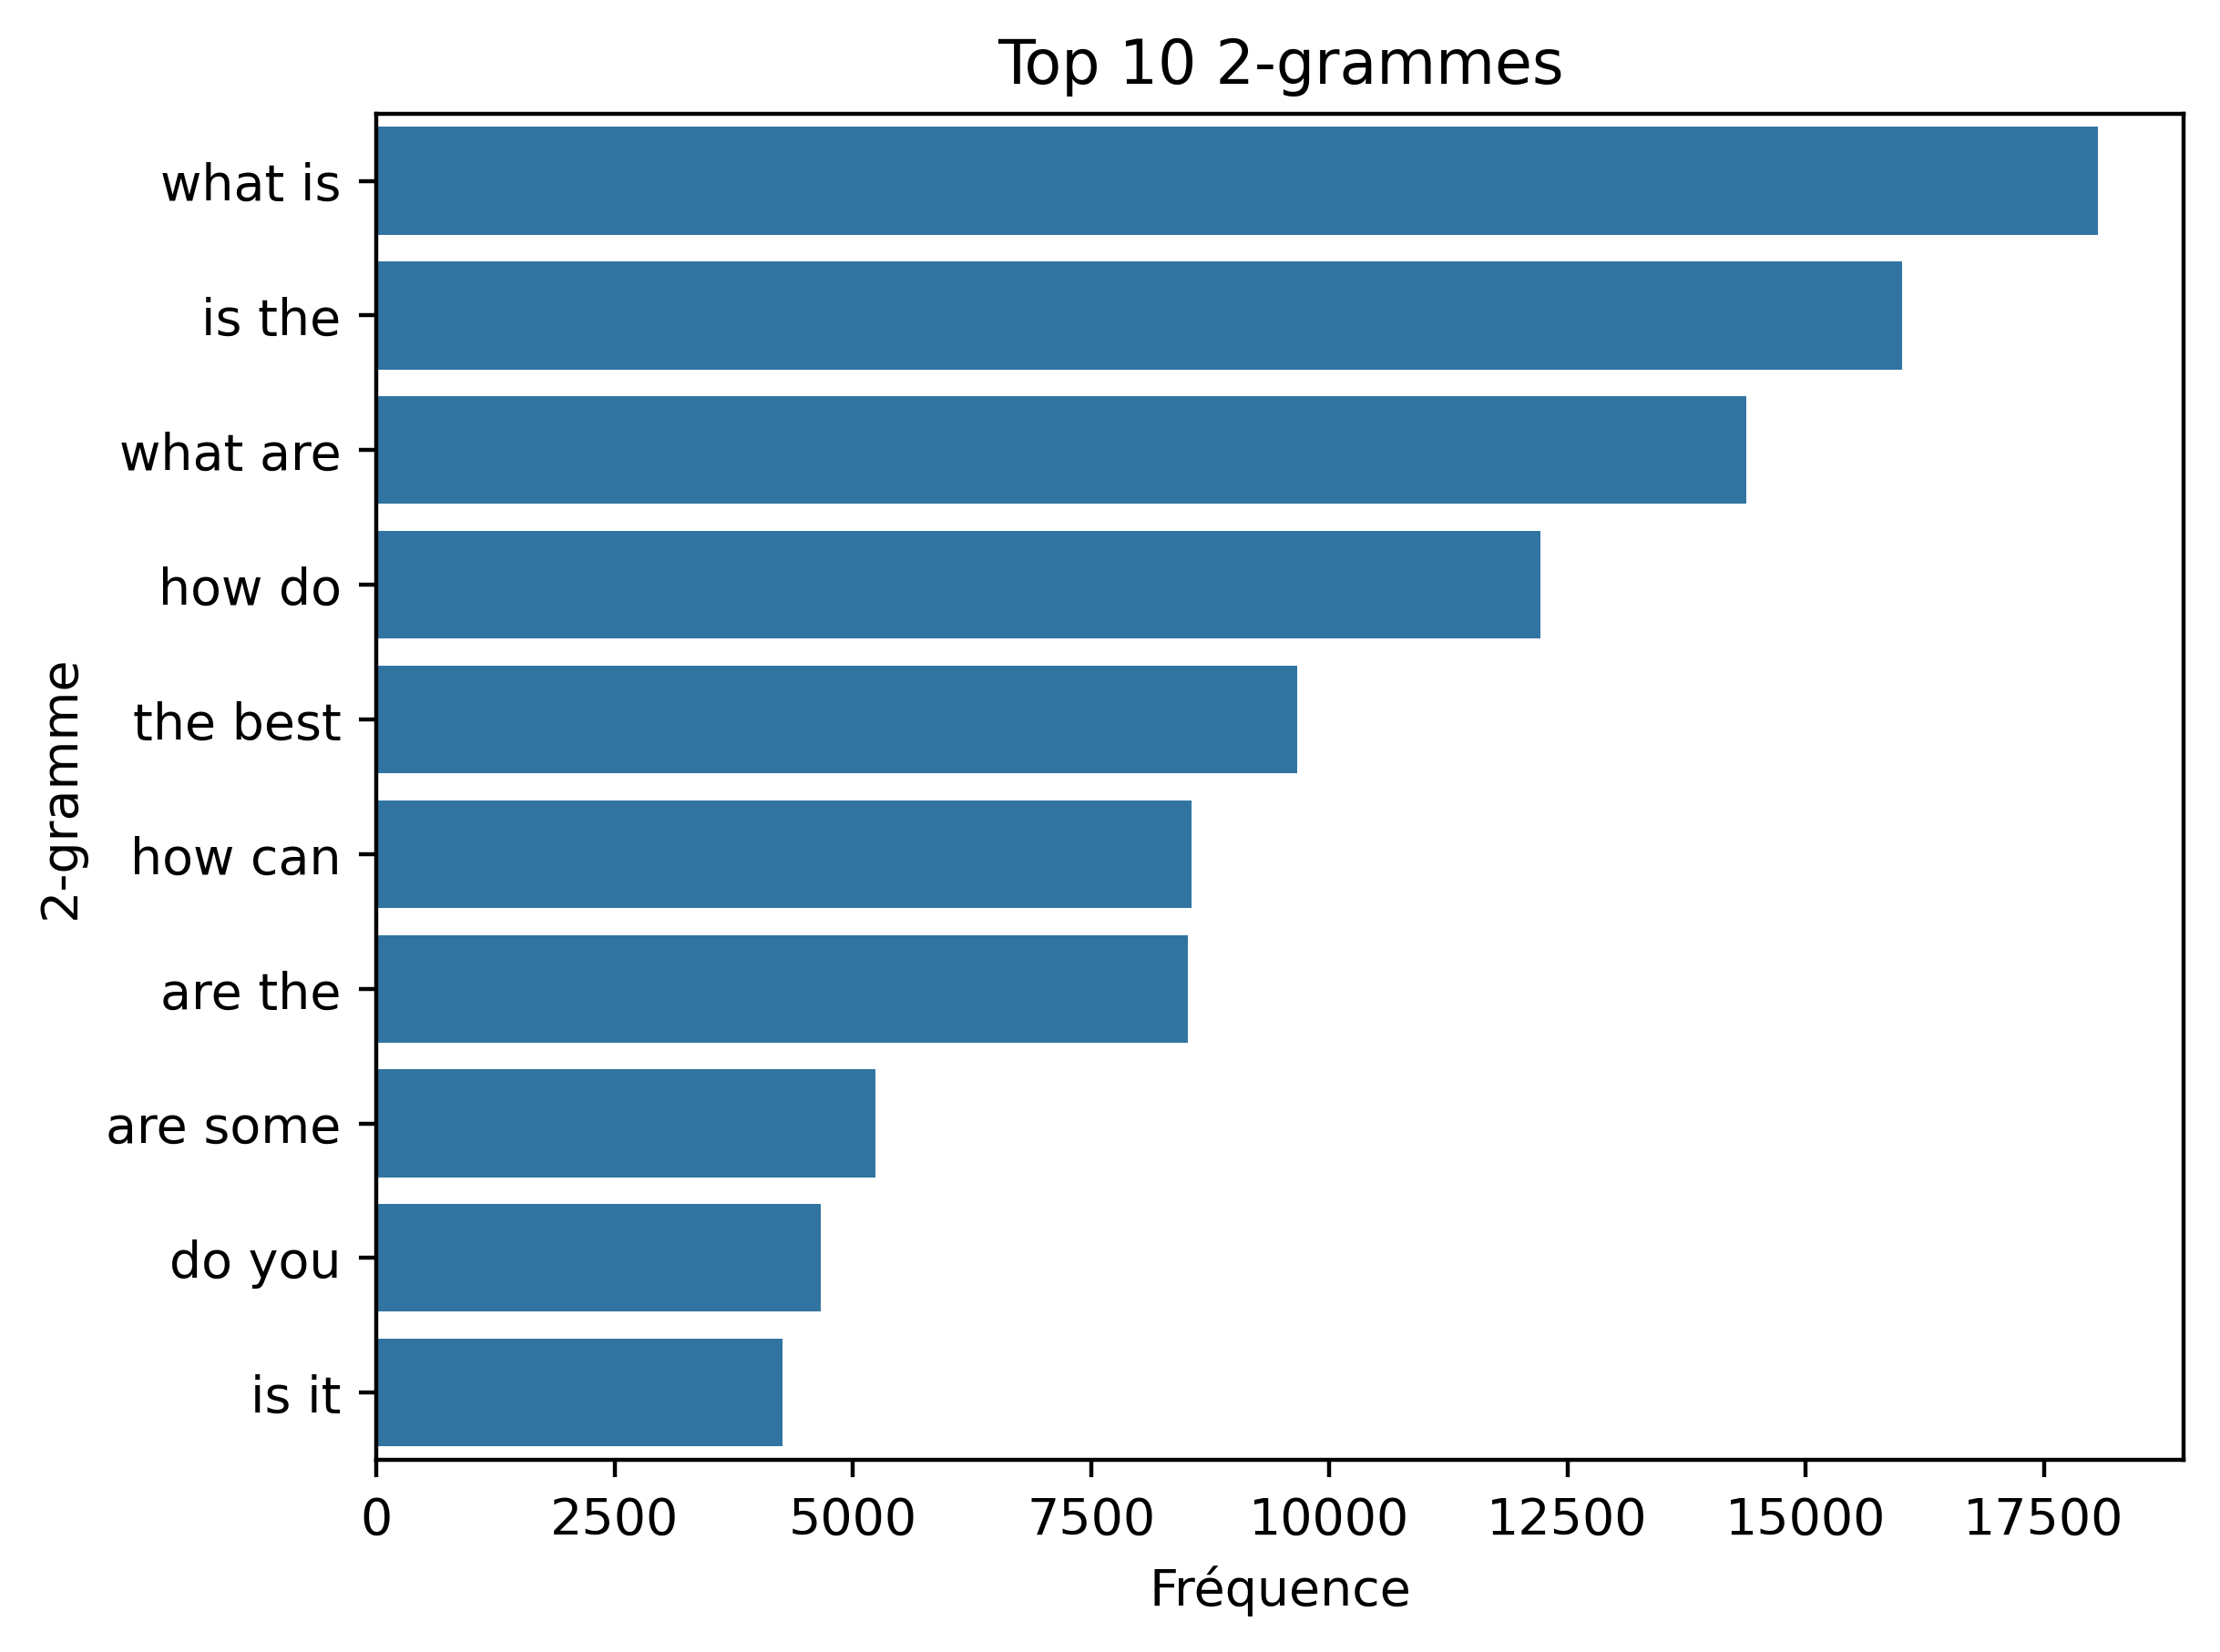 Top 10 2-grammes
what is
is the
what are
how do
the best
how can
are the
are some
do you
is it
2-gramme
0 2500 5000 7500 10000 12500 15000 17500
Fréquence